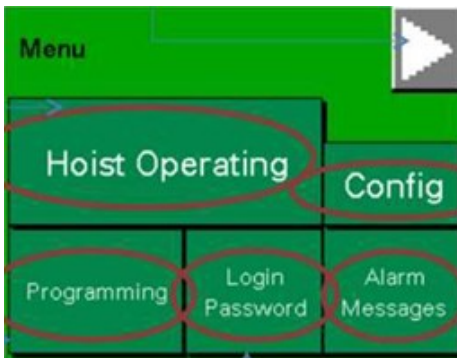 Menu
Hoist Operating
Config
Programming
Login
Password
Alarm
Messages